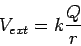 V_{ext} = k\frac{Q}{r}